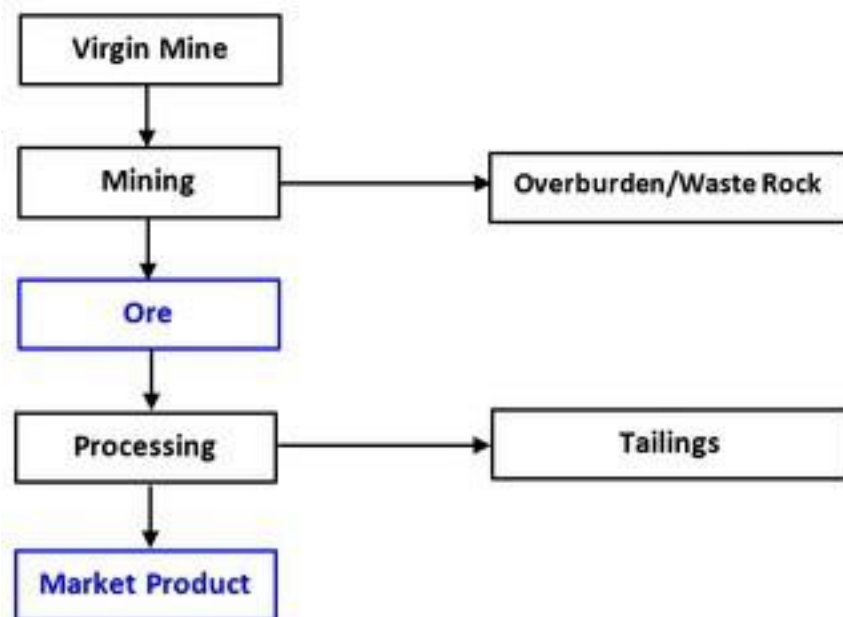 Virgin Mine
Mining
Overburden/Waste Rock
Ore
Processing
Tailings
Market Product